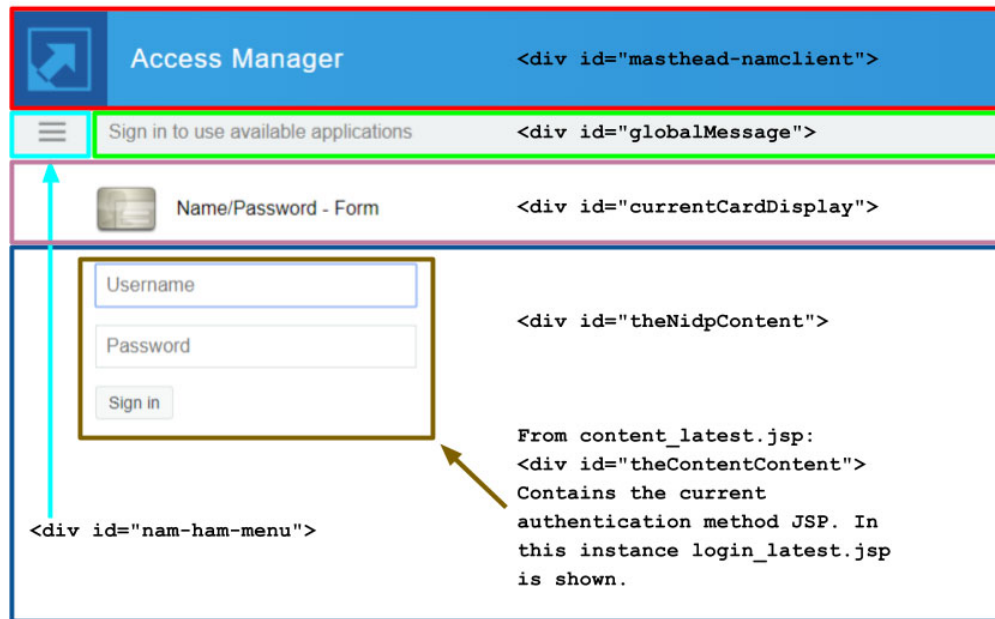 Access Manager
<div id="masthead-namclient">
Sign in to use available applications
<div id="globalMessage">
Name/Password - Form
<div id="currentCardDisplay">
Username
<div id="theNidpContent">
Password
Sign in
From content_latest.jsp:
<div id="theContentContent">
Contains the current
authentication method JSP. In
this instance login_latest.jsp
is shown.
<div id="nam-ham-menu">